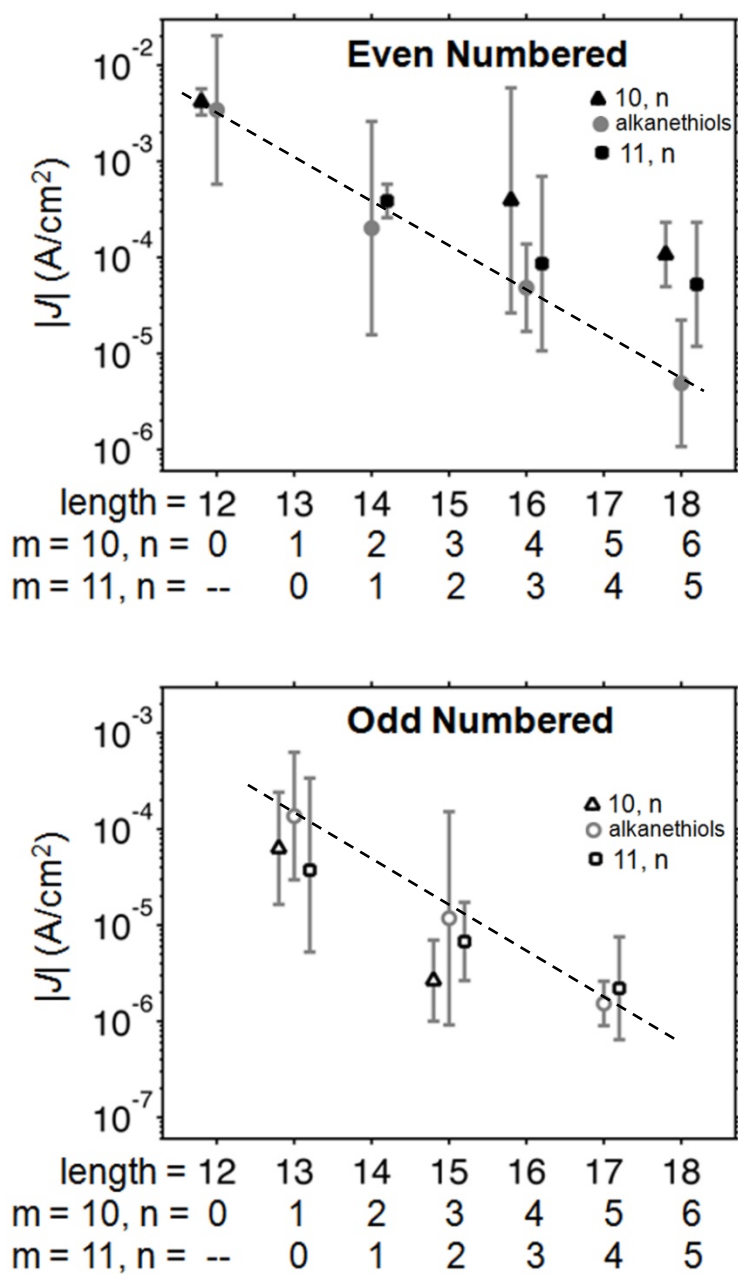 Even Numbered
10, n
alkanethiols
11, n
|J| (A/cm²)
10⁻²
10⁻³
10⁻⁴
10⁻⁵
10⁻⁶
length = 12 13 14 15 16 17 18
m = 10, n = 0 1 2 3 4 5 6
m = 11, n = -- 0 1 2 3 4 5
Odd Numbered
10, n
alkanethiols
11, n
|J| (A/cm²)
10⁻³
10⁻⁴
10⁻⁵
10⁻⁶
10⁻⁷
length = 12 13 14 15 16 17 18
m = 10, n = 0 1 2 3 4 5 6
m = 11, n = -- 0 1 2 3 4 5